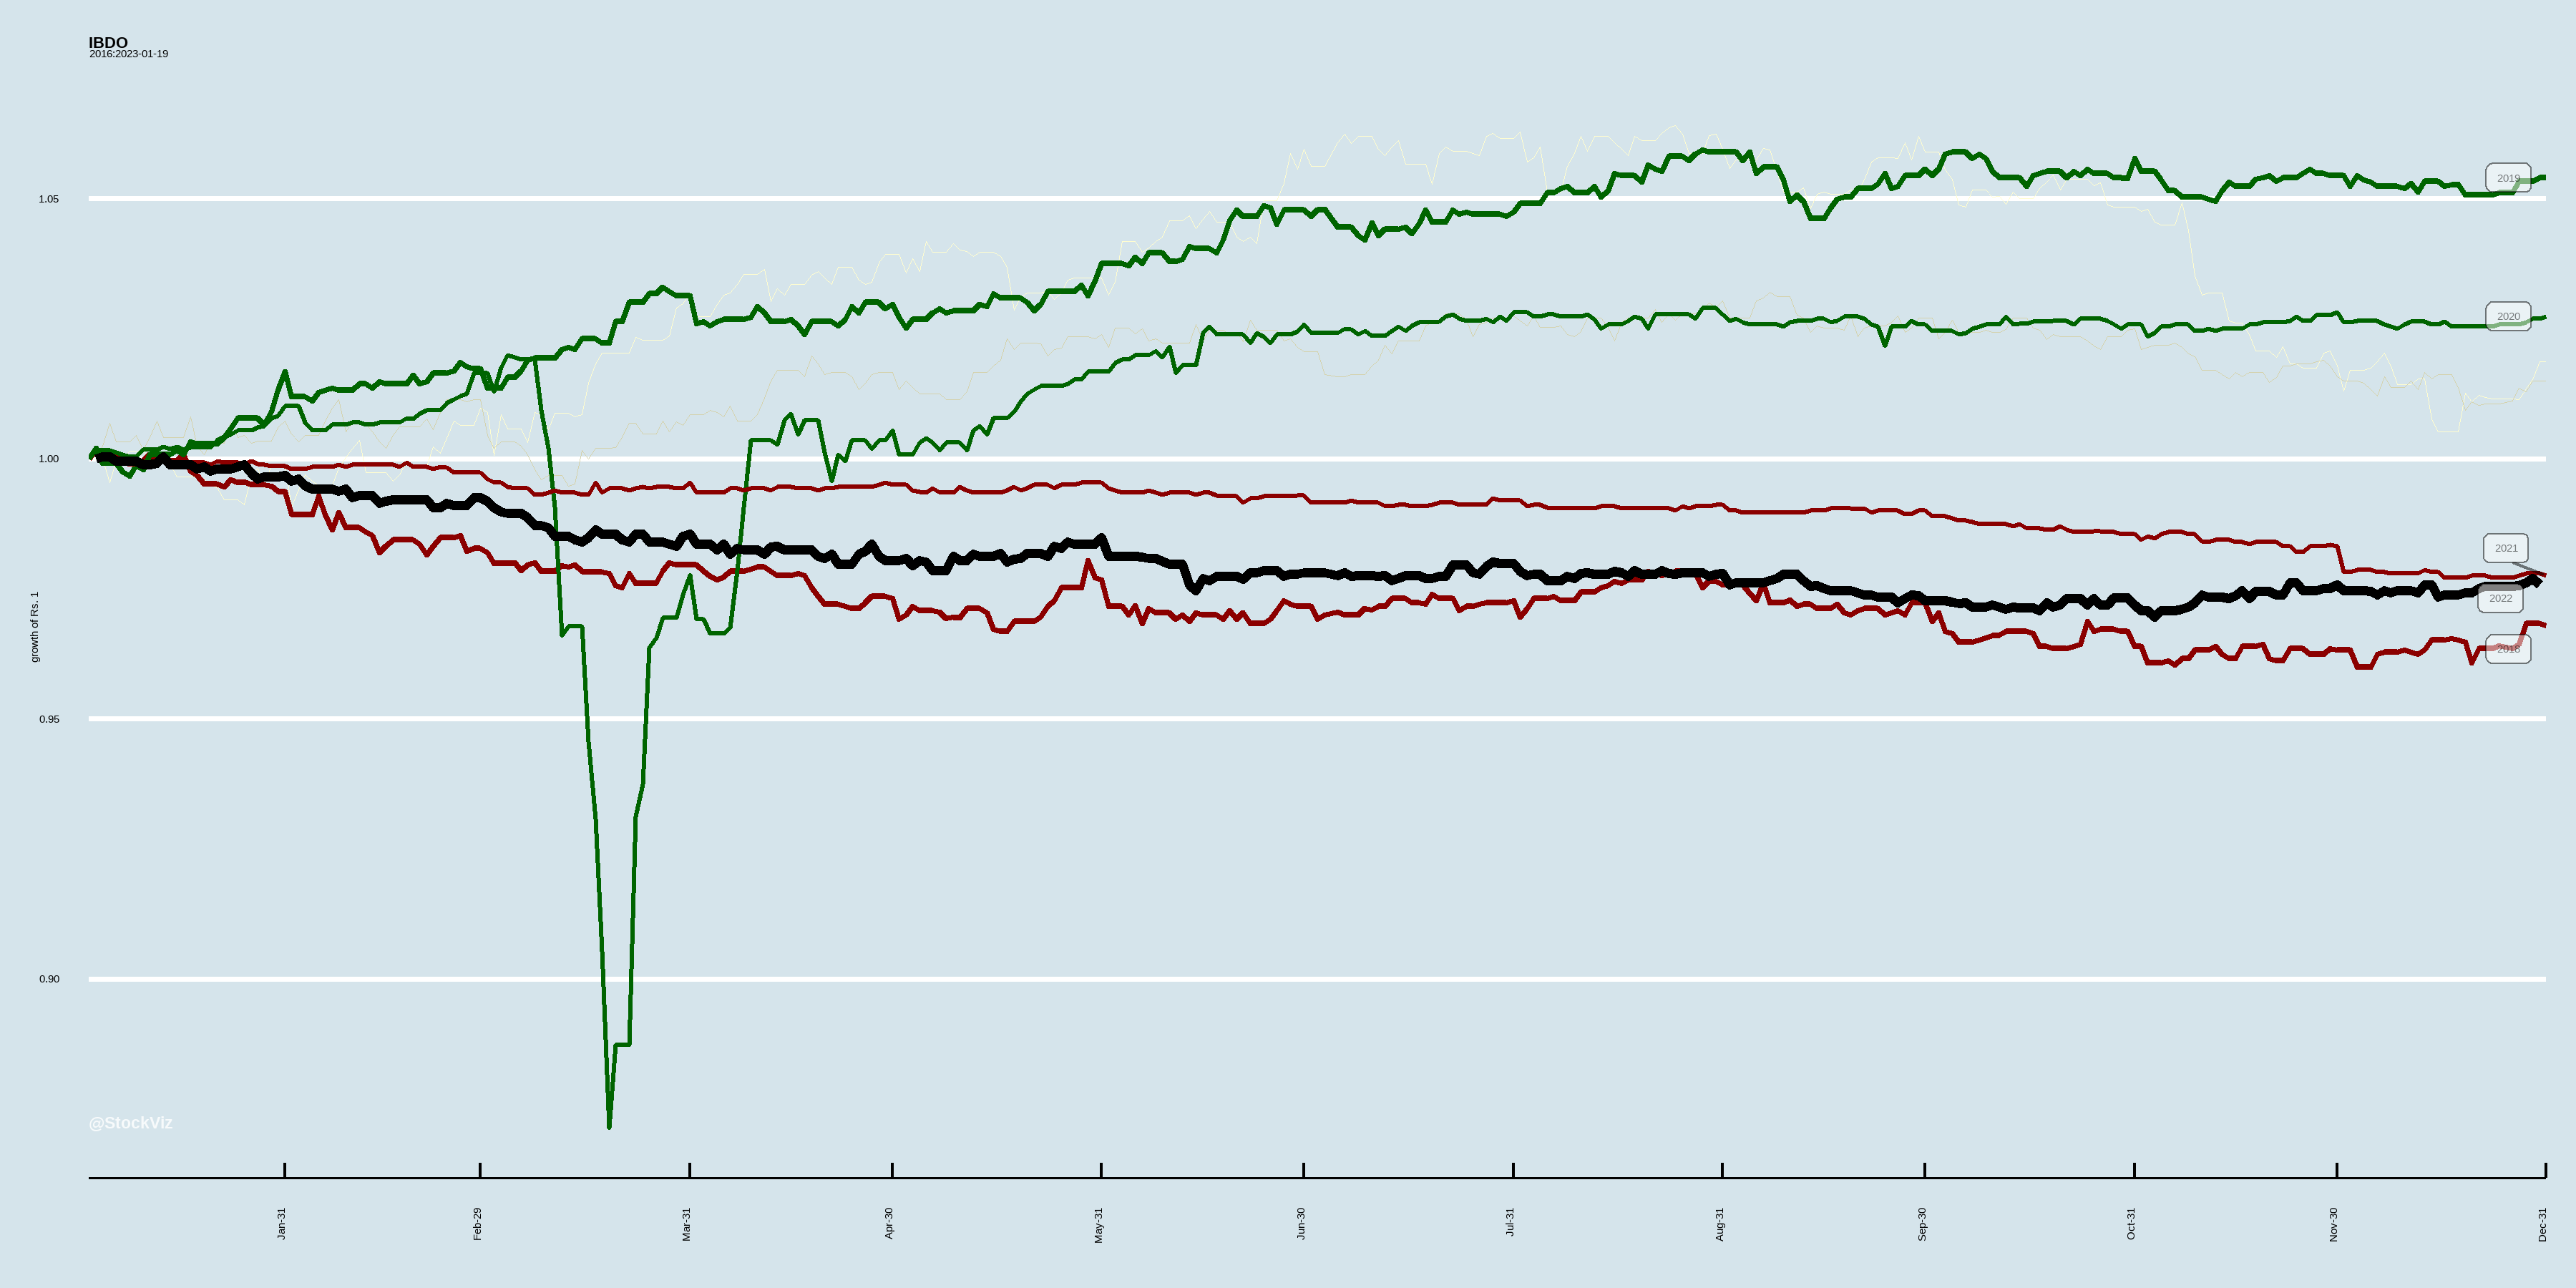 IBDO
2016:2023-01-19
1.05
1.00
0.95
0.90
growth of Rs. 1
2019
2020
2021
2022
2018
@StockViz
Jan-31
Feb-29
Mar-31
Apr-30
May-31
Jun-30
Jul-31
Aug-31
Sep-30
Oct-31
Nov-30
Dec-31